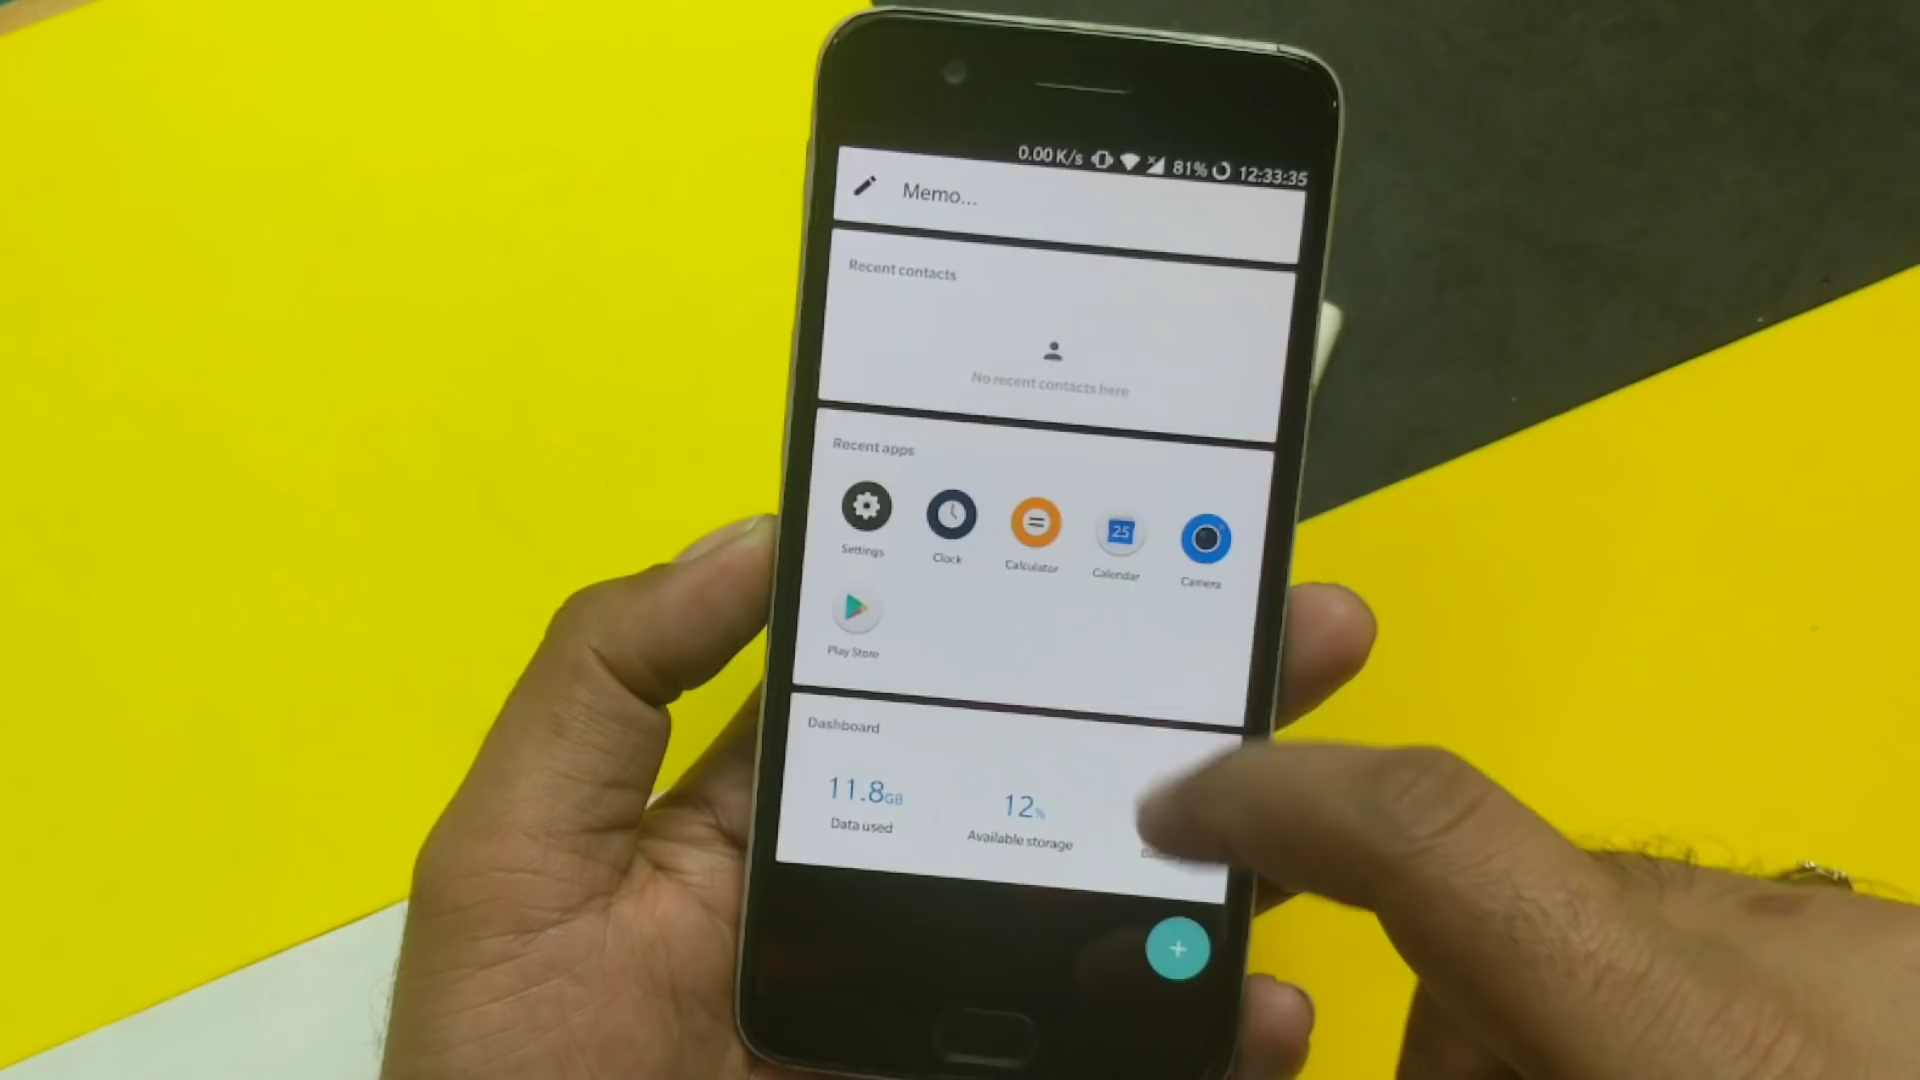 0.00 K/s 81% 12:33:35
Memo...
Recent contacts
No recent contacts here
Recent apps
25
Settings Clock Calculator Calendar Camera
Play Store
Dashboard
11.8GB 12%
Data used Available storage